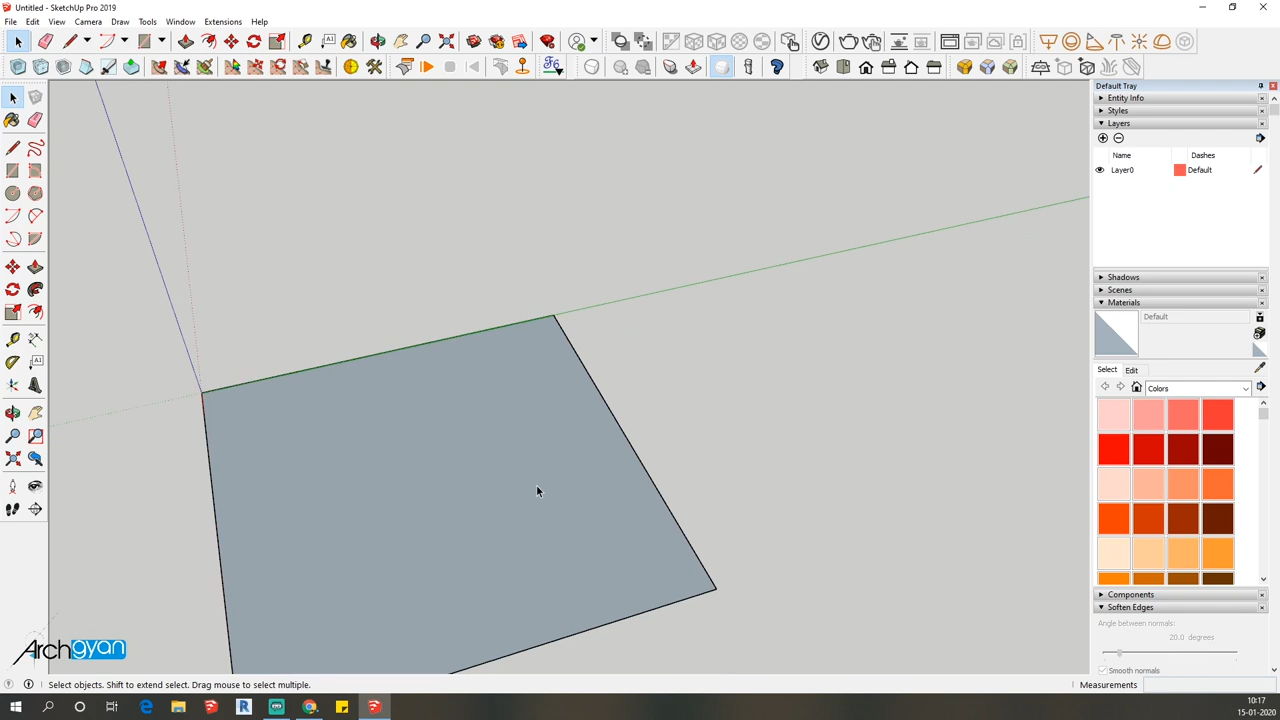 Untitled - SketchUp Pro 2019
File Edit View Camera Draw Tools Window Extensions Help
Default Tray
Entity Info
Styles
Layers
Name Dashes
Layer0 Default
Shadows
Scenes
Materials
Default
Select Edit
Colors
Components
Soften Edges
Angle between normals:
20.0 degrees
Smooth normals
Archgyan
Select objects. Shift to extend select. Drag mouse to select multiple.
Measurements
10:17
15-01-2020